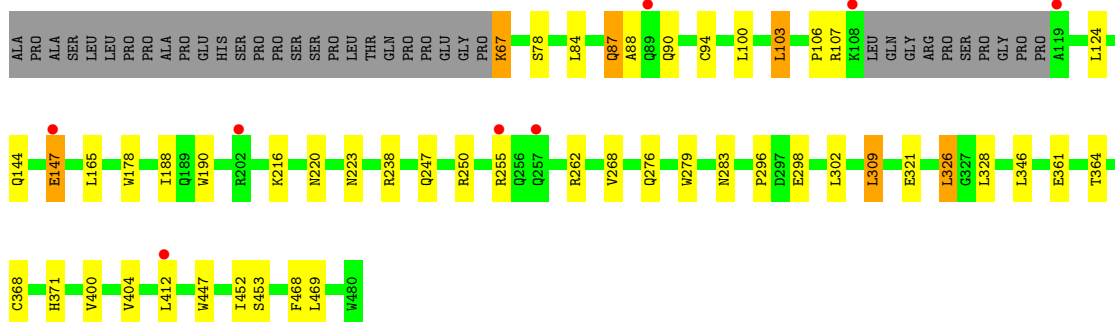 ALA PRO ALA SER LEU LEU PRO PRO ALA PRO GLU HIS SER PRO PRO SER SER PRO LEU THR GLN PRO PRO GLU GLY PRO K67 S78 L84 Q87 A88 Q89 Q90 C94 L100 L103 P106 R107 K108 LEU GLN GLY ARG PRO SER PRO GLY PRO PRO A119 L124
Q144 E147 L165 W178 I188 Q189 W190 R202 K216 N220 N223 R238 Q247 R250 R255 Q256 Q257 R262 V268 Q276 W279 N283 P296 D297 E298 L302 L309 E321 L326 G327 L328 L346 E361 T364
C368 H371 V400 V404 L412 W447 I452 S453 F468 L469 W480